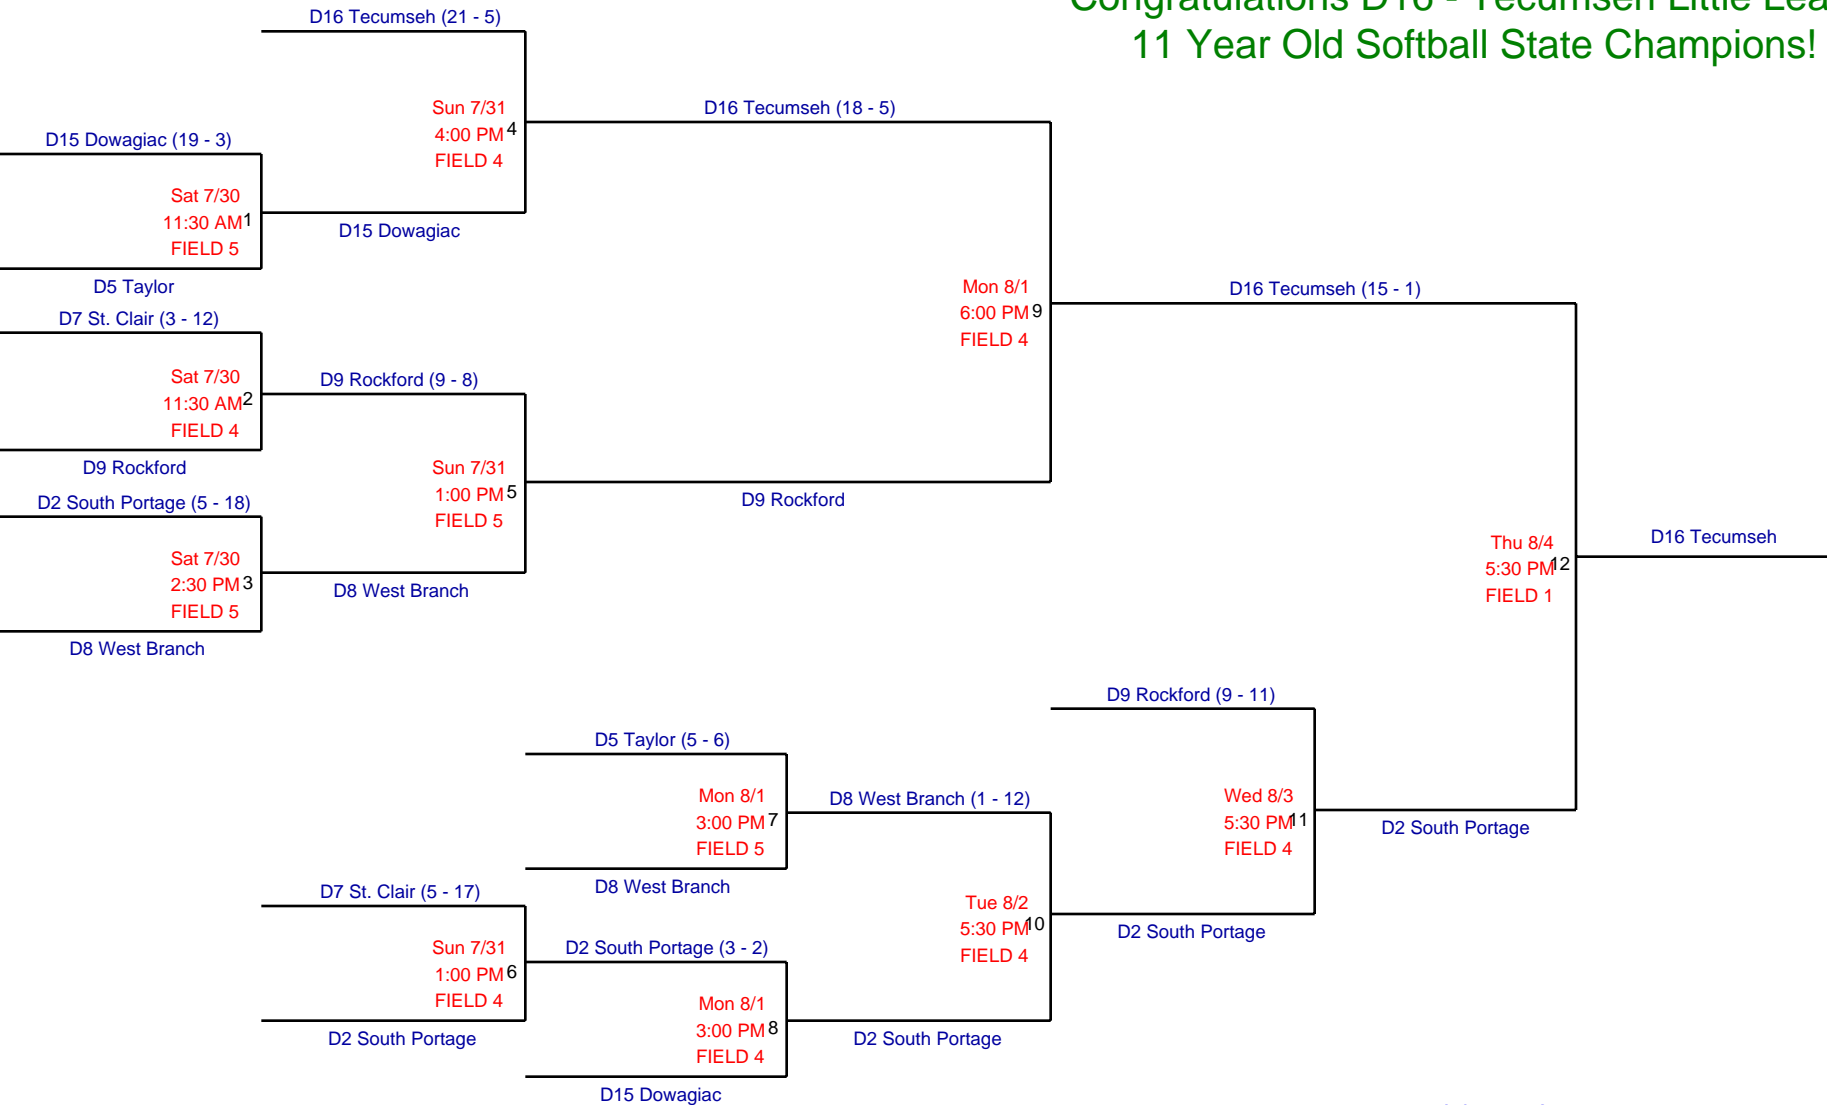 Congratulations D16 - Tecumseh Little
11 Year Old Softball State Champions!
D16 Tecumseh (21 - 5)
Sun 7/31
4:00 PM 4
FIELD 4
D16 Tecumseh (18 - 5)
D15 Dowagiac (19 - 3)
Sat 7/30
11:30 AM 1
FIELD 5
D15 Dowagiac
D5 Taylor
Mon 8/1
6:00 PM 9
FIELD 4
D16 Tecumseh (15 - 1)
D7 St. Clair (3 - 12)
Sat 7/30
11:30 AM 2
FIELD 4
D9 Rockford (9 - 8)
D9 Rockford
Sun 7/31
1:00 PM 5
FIELD 5
D9 Rockford
D2 South Portage (5 - 18)
Sat 7/30
2:30 PM 3
FIELD 5
D8 West Branch
D8 West Branch
Thu 8/4
5:30 PM 12
FIELD 1
D16 Tecumseh
D9 Rockford (9 - 11)
D5 Taylor (5 - 6)
Mon 8/1
3:00 PM 7
FIELD 5
D8 West Branch (1 - 12)
Wed 8/3
5:30 PM 11
FIELD 4
D2 South Portage
D8 West Branch
D7 St. Clair (5 - 17)
Tue 8/2
5:30 PM 10
FIELD 4
D2 South Portage
Sun 7/31
1:00 PM 6
FIELD 4
D2 South Portage (3 - 2)
D2 South Portage
Mon 8/1
3:00 PM 8
FIELD 4
D2 South Portage
D15 Dowagiac